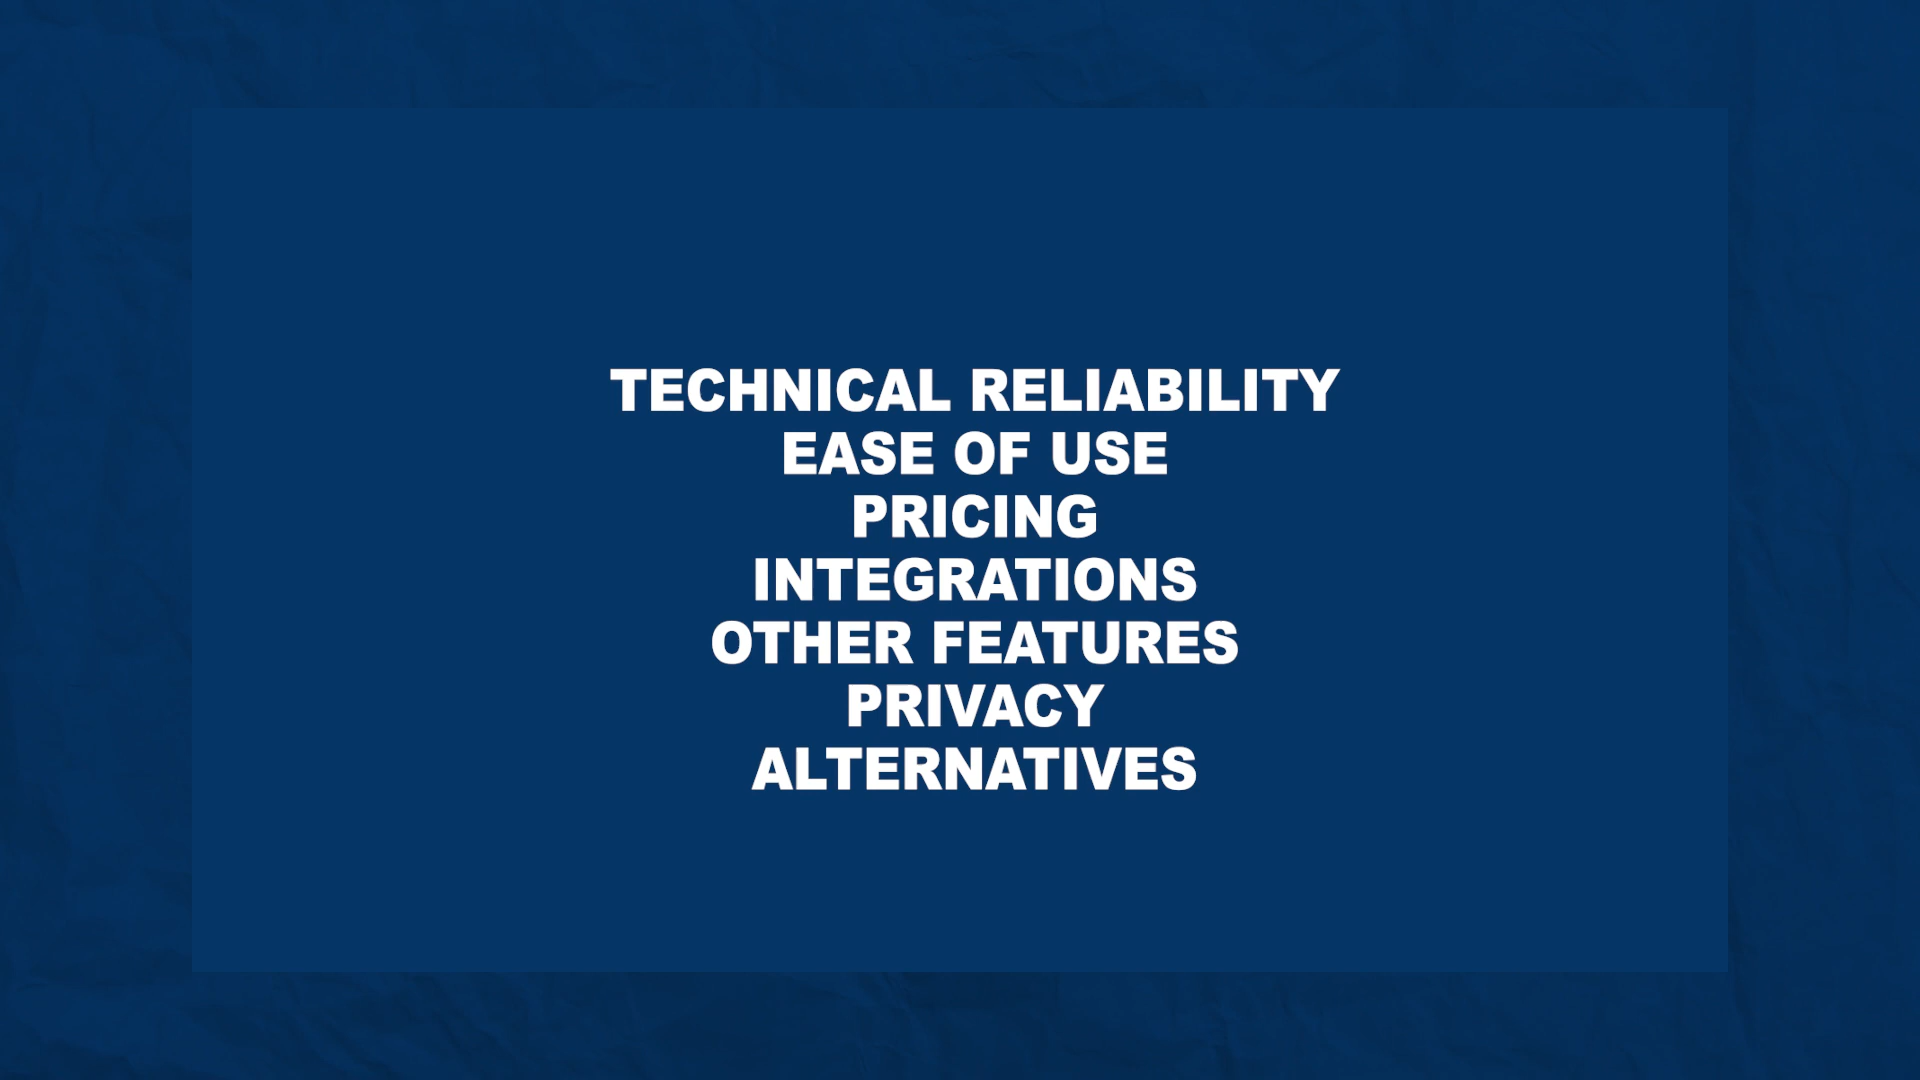 TECHNICAL RELIABILITY
EASE OF USE
PRICING
INTEGRATIONS
OTHER FEATURES
PRIVACY
ALTERNATIVES